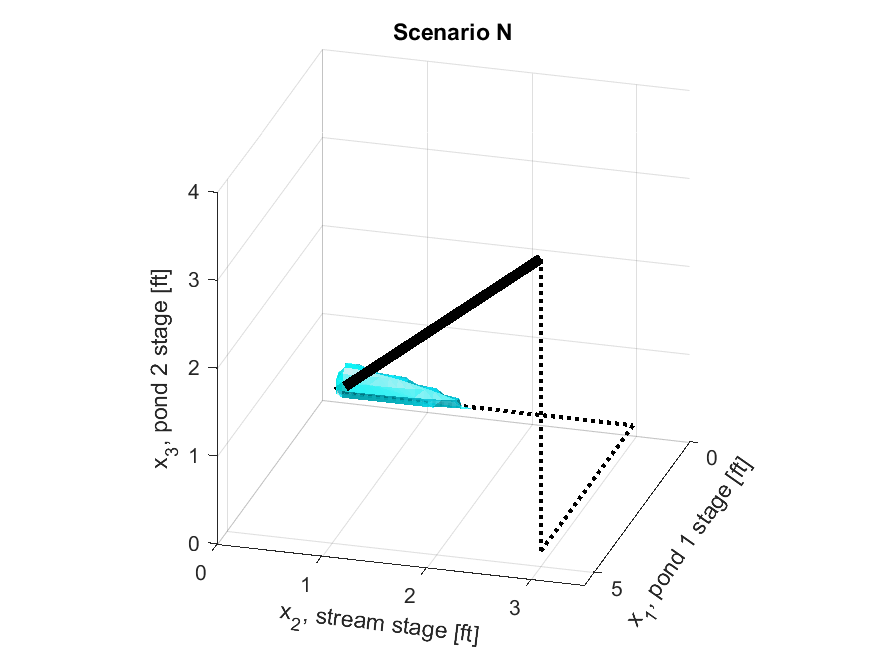 Scenario N
4
3
2
1
0
x3, pond 2 stage [ft]
0
1
2
3
x2, stream stage [ft]
0
5
x1, pond 1 stage [ft]